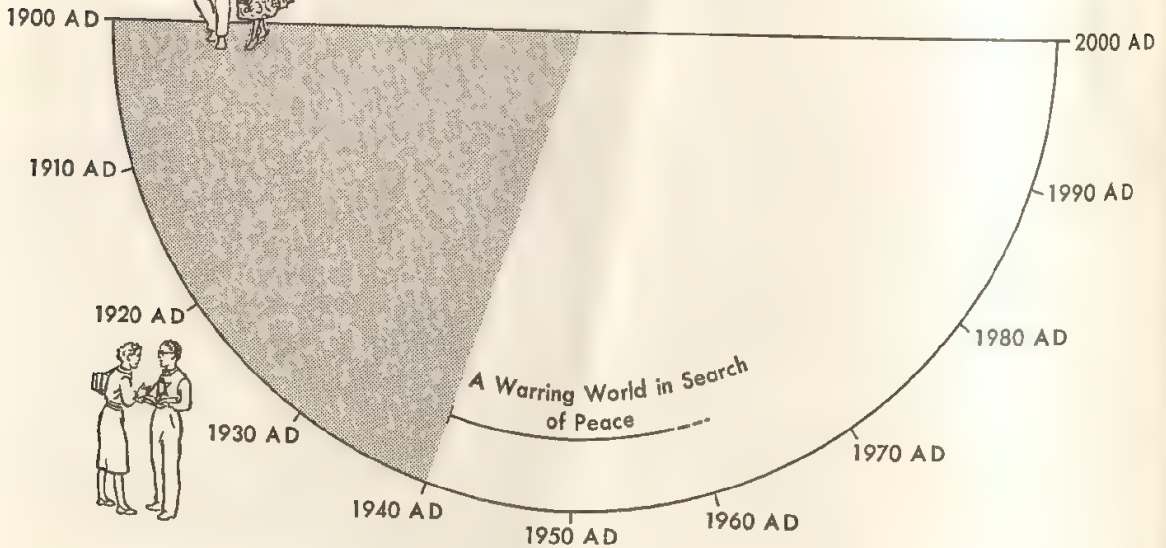 1900 AD
2000 AD
1910 AD
1990 AD
1920 AD
1980 AD
A Warring World in Search
of Peace
1930 AD
1970 AD
1940 AD
1960 AD
1950 AD